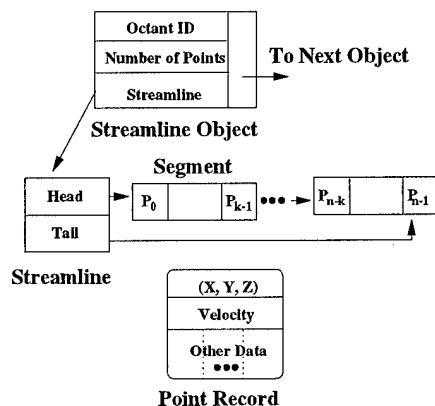 Octant ID
Number of Points
Streamline
To Next Object
Streamline Object
Segment
Head
P0
Pk-1
Pn-k
Pn-1
Tail
Streamline
(X, Y, Z)
Velocity
Other Data
Point Record